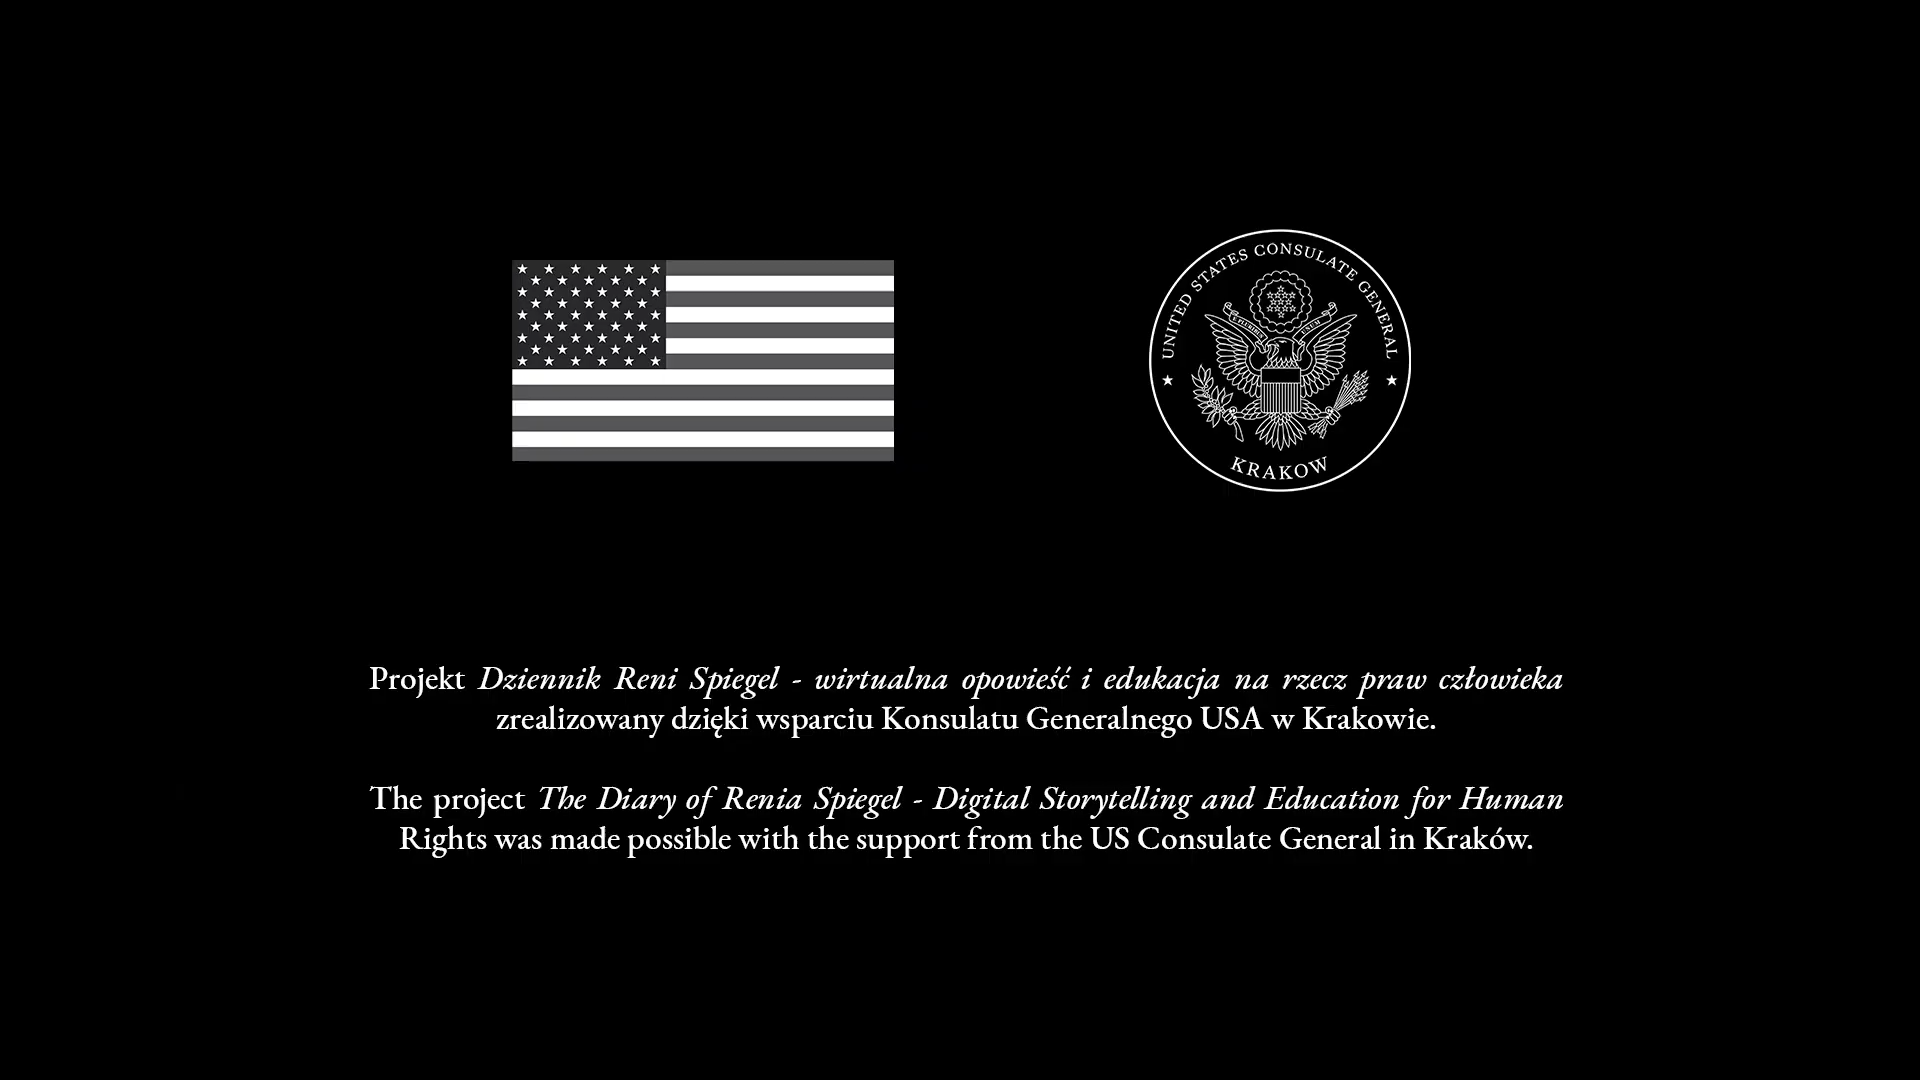 UNITED STATES CONSULATE GENERAL
E PLURIBUS UNUM
KRAKOW
Projekt Dziennik Reni Spiegel - wirtualna opowieść i edukacja na rzecz praw człowieka
zrealizowany dzięki wsparciu Konsulatu Generalnego USA w Krakowie.
The project The Diary of Renia Spiegel - Digital Storytelling and Education for Human
Rights was made possible with the support from the US Consulate General in Kraków.